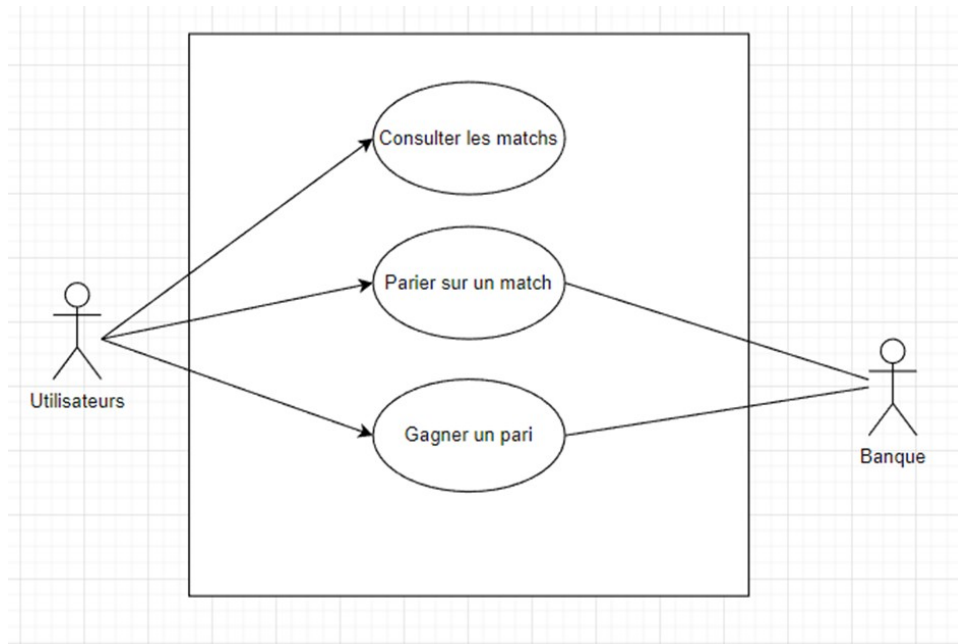 Consulter les matchs
Parier sur un match
Utilisateurs
Gagner un pari
Banque